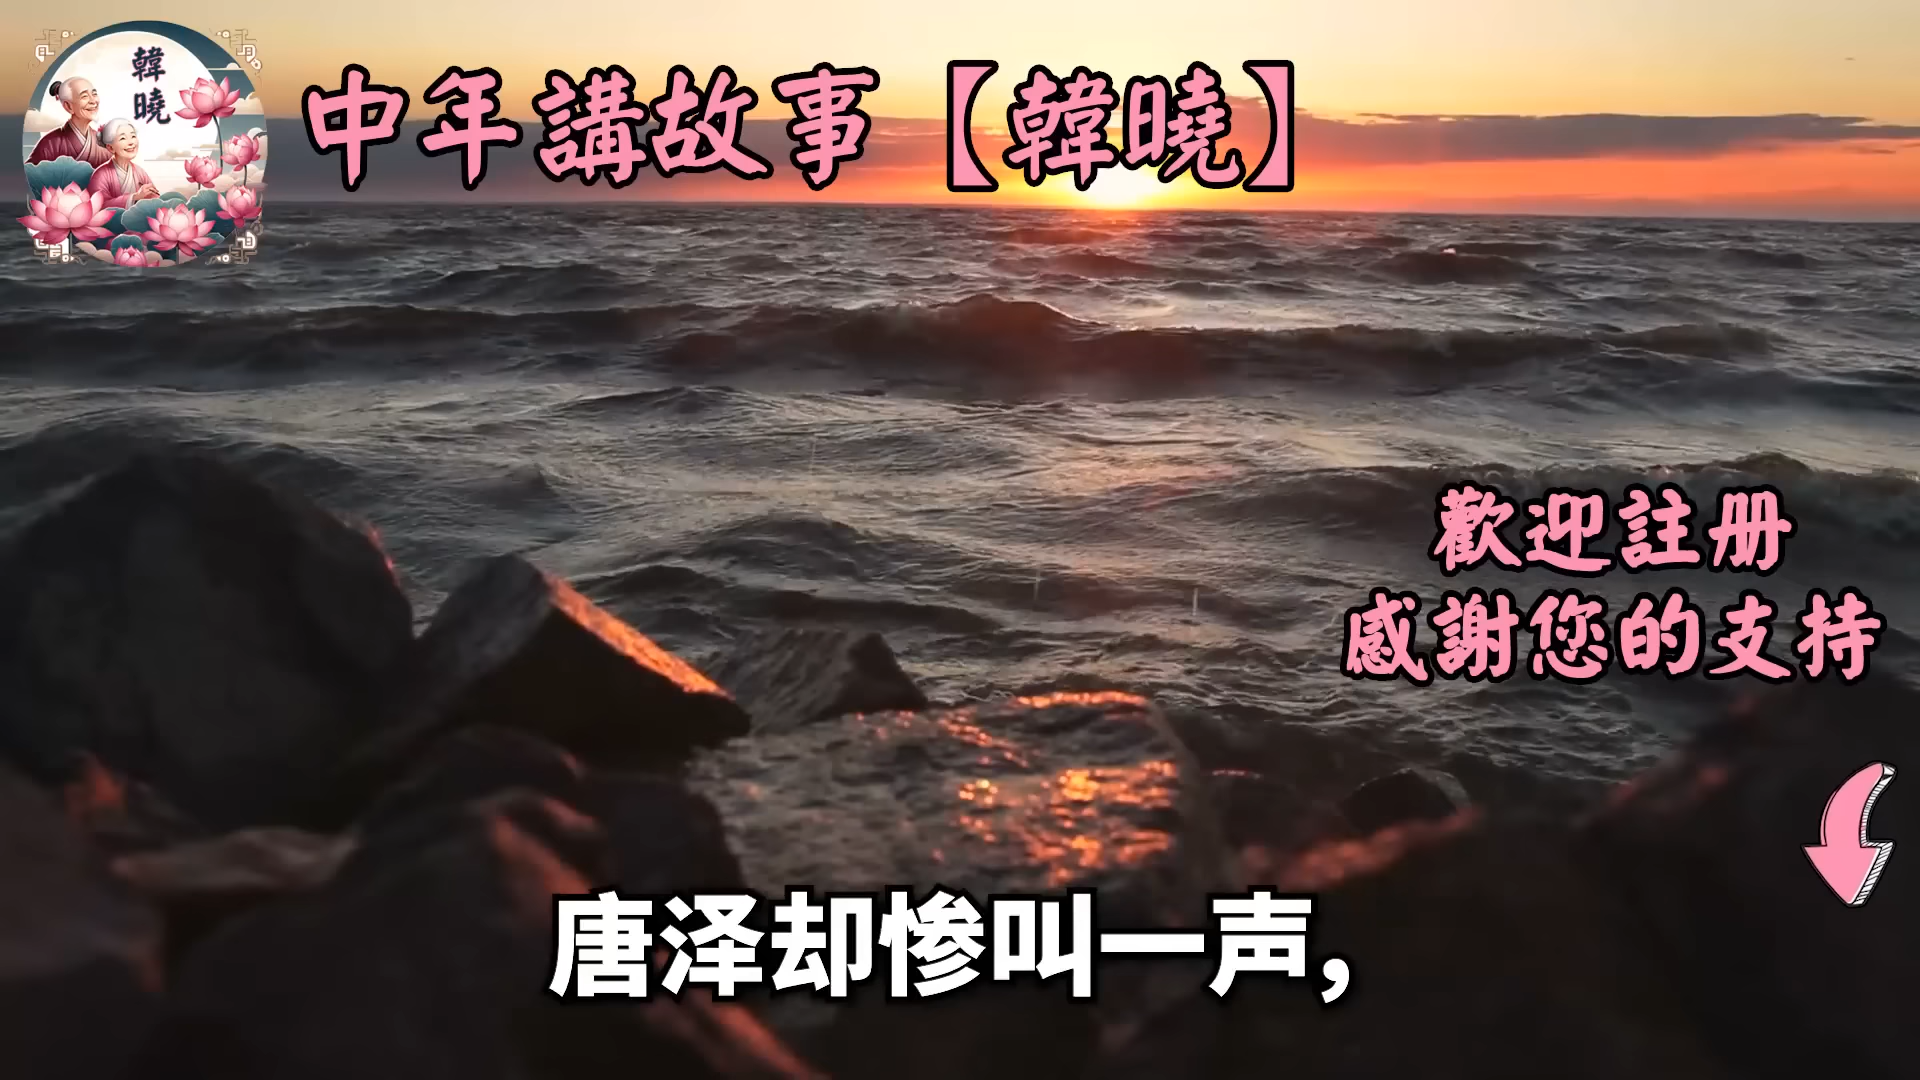 韓
曉
中年講故事【韓曉】
歡迎註册
感謝您的支持
唐泽却惨叫一声,